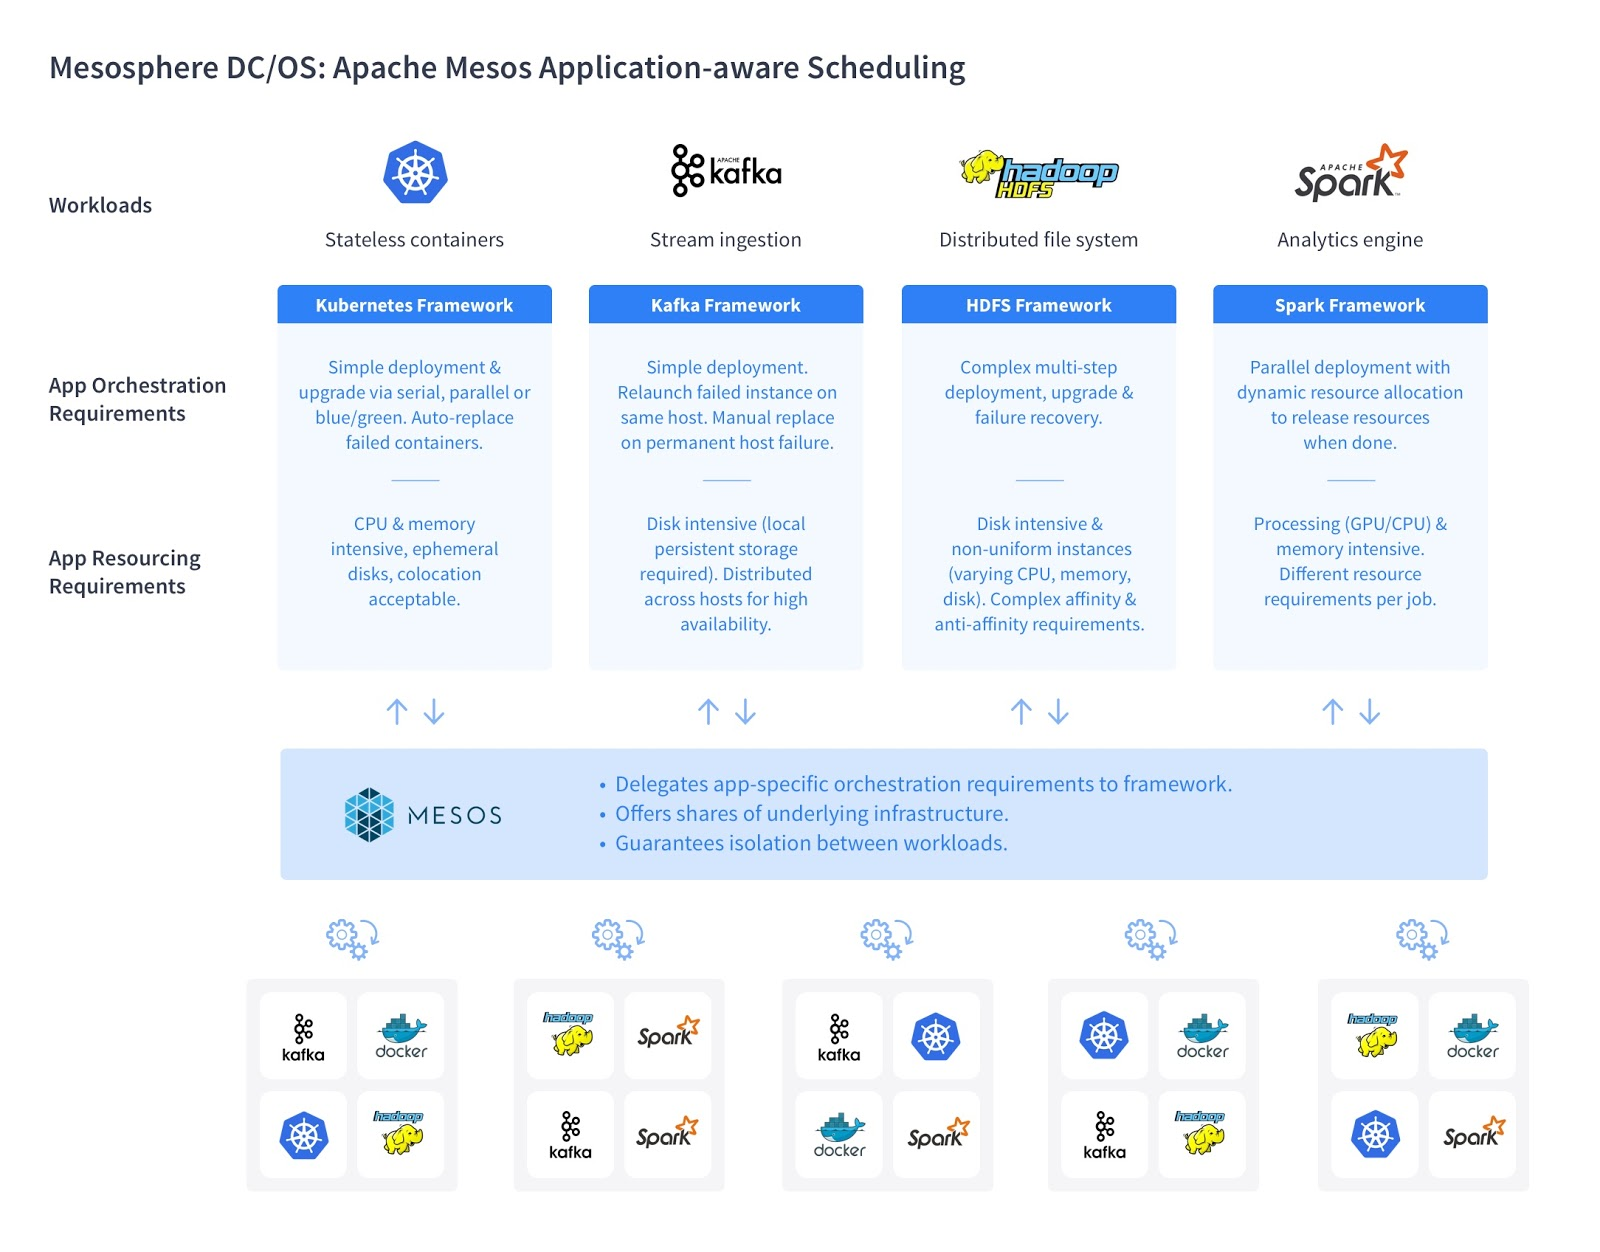 Mesosphere DC/OS: Apache Mesos Application-aware Scheduling
Workloads
APACHE
kafka
hadoop
HDFS
APACHE
Spark
TM
Stateless containers
Stream ingestion
Distributed file system
Analytics engine
App Orchestration
Requirements
App Resourcing
Requirements
Kubernetes Framework
Simple deployment &
upgrade via serial, parallel or
blue/green. Auto-replace
failed containers.
CPU & memory
intensive, ephemeral
disks, colocation
acceptable.
Kafka Framework
Simple deployment.
Relaunch failed instance on
same host. Manual replace
on permanent host failure.
Disk intensive (local
persistent storage
required). Distributed
across hosts for high
availability.
HDFS Framework
Complex multi-step
deployment, upgrade &
failure recovery.
Disk intensive &
non-uniform instances
(varying CPU, memory,
disk). Complex affinity &
anti-affinity requirements.
Spark Framework
Parallel deployment with
dynamic resource allocation
to release resources
when done.
Processing (GPU/CPU) &
memory intensive.
Different resource
requirements per job.
MESOS
• Delegates app-specific orchestration requirements to framework.
• Offers shares of underlying infrastructure.
• Guarantees isolation between workloads.
kafka
docker
hadoop
hadoop
Spark
kafka
Spark
kafka
docker
Spark
docker
kafka
hadoop
hadoop
docker
Spark